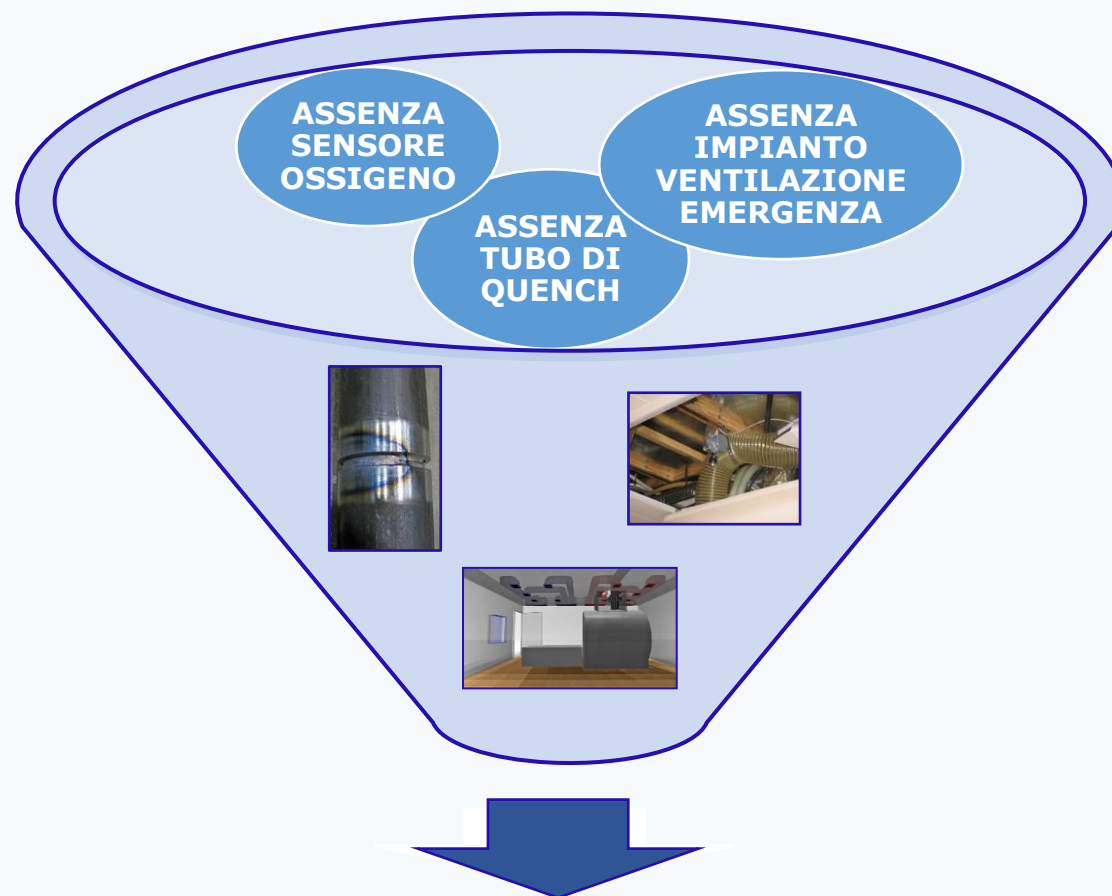 ASSENZA
SENSORE
OSSIGENO
ASSENZA
IMPIANTO
VENTILAZIONE
EMERGENZA
ASSENZA
TUBO DI
QUENCH